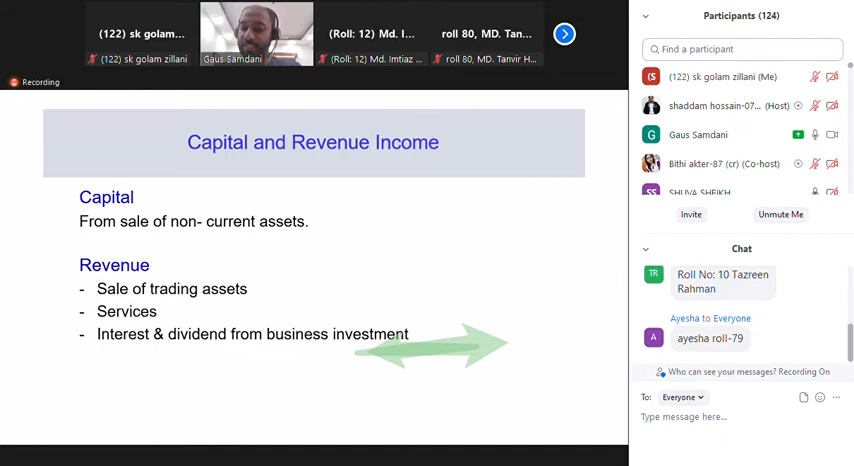 (122) sk golam...
(Roll: 12) Md. I...
roll 80, MD. Tan...
(122) sk golam zillani
Gaus Samdani
(Roll: 12) Md. Imtiaz ...
roll 80, MD. Tanvir H...
Recording
Capital and Revenue Income
Capital
From sale of non- current assets.
Revenue
- Sale of trading assets
- Services
- Interest & dividend from business investment
Participants (124)
Find a participant
(S (122) sk golam zillani (Me)
shaddam hossain-07... (Host)
G Gaus Samdani
Bithi akter-87 (cr) (Co-host)
SS SHUVA SHEIKH
Invite
Unmute Me
Chat
TR Roll No: 10 Tazreen
Rahman
Ayesha to Everyone
A ayesha roll-79
Who can see your messages? Recording On
To: Everyone
Type message here...